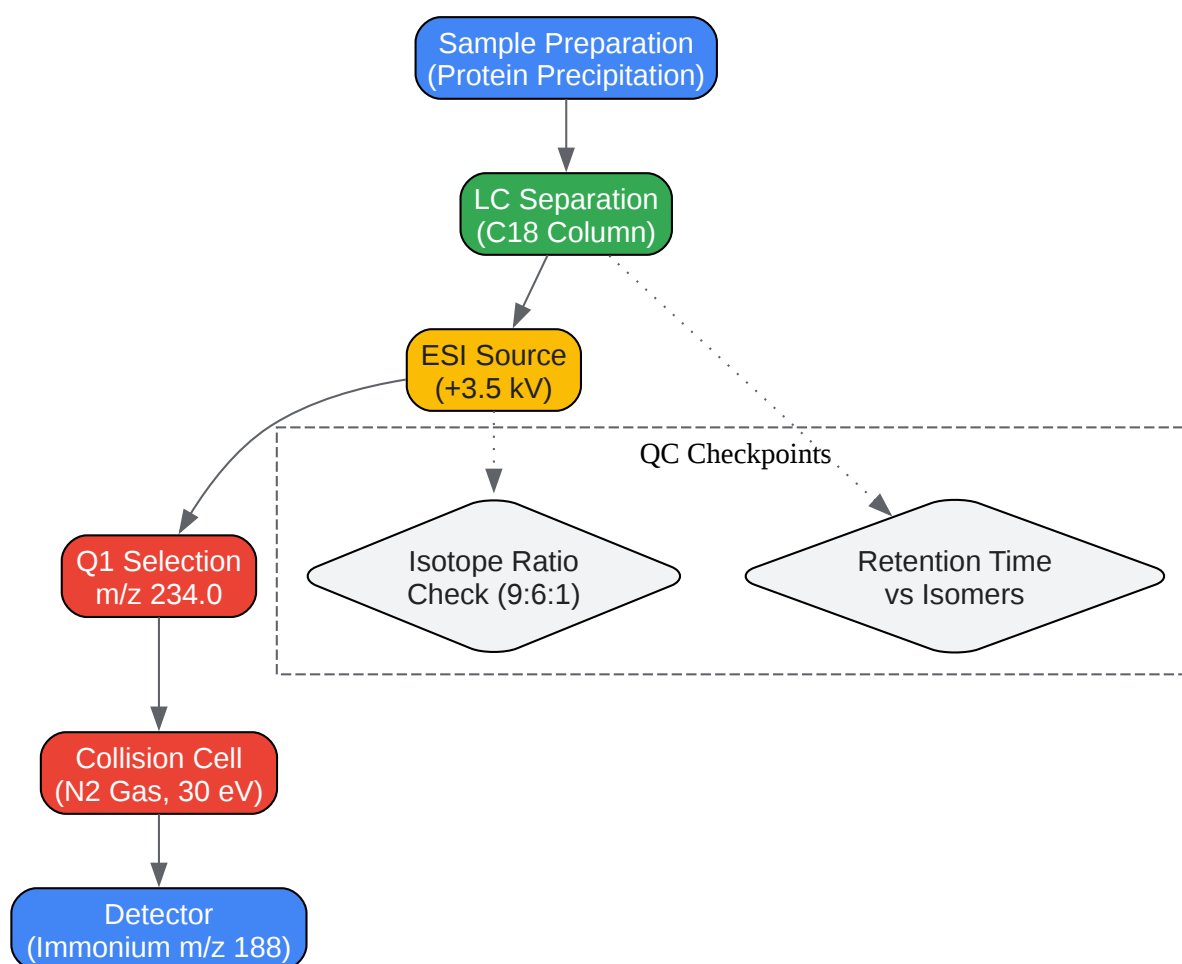 Sample Preparation
(Protein Precipitation)
LC Separation
(C18 Column)
ESI Source
(+3.5 kV)
QC Checkpoints
Q1 Selection
m/z 234.0
Isotope Ratio
Check (9:6:1)
Retention Time
vs Isomers
Collision Cell
(N2 Gas, 30 eV)
Detector
(Immonium m/z 188)